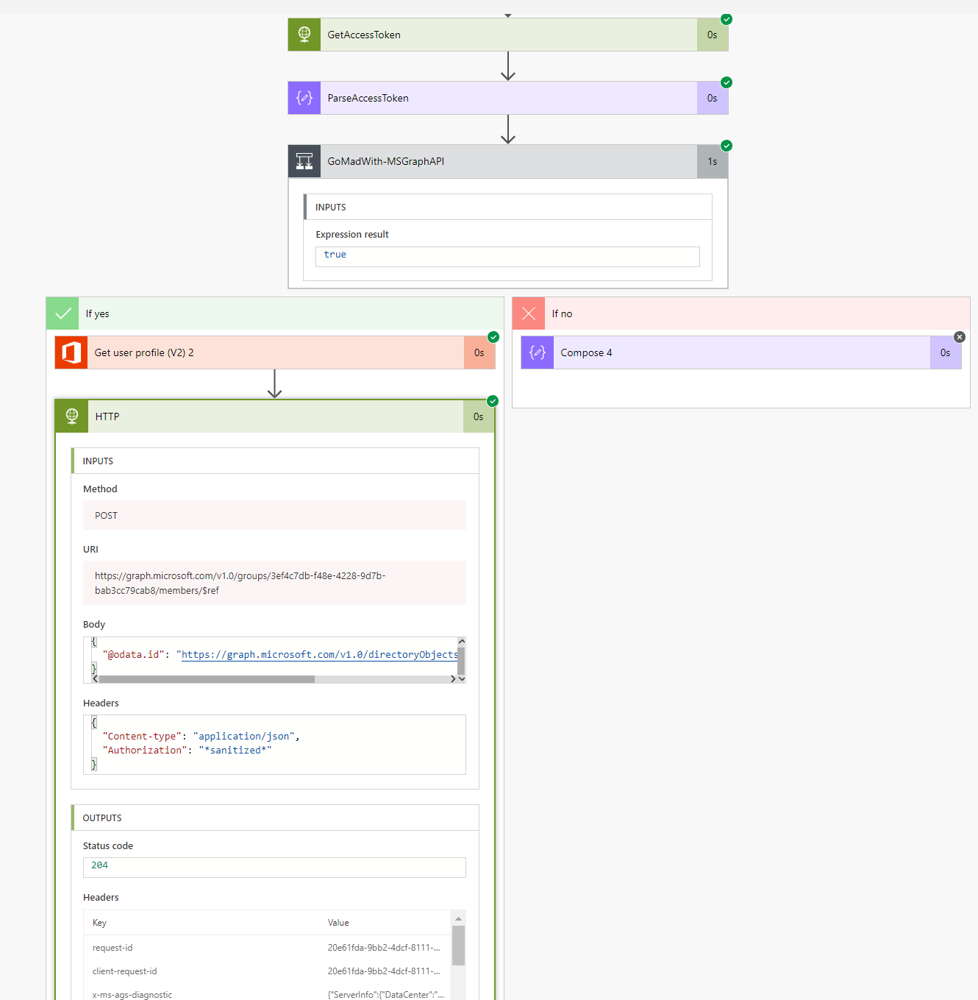 GetAccessToken
0s
ParseAccessToken
0s
GoMadWith-MSGraphAPI
1s
INPUTS
Expression result
true
If yes
Get user profile (V2) 2
0s
If no
Compose 4
0s
HTTP
0s
INPUTS
Method
POST
URI
https://graph.microsoft.com/v1.0/groups/3ef4c7db-f48e-4228-9d7b-
bab3cc79cab8/members/$ref
Body
{
"@odata.id": "https://graph.microsoft.com/v1.0/directoryObjects
}
Headers
{
"Content-type": "application/json",
"Authorization": "*sanitized*"
}
OUTPUTS
Status code
204
Headers
Key Value
request-id 20e61fda-9bb2-4dcf-8111-...
client-request-id 20e61fda-9bb2-4dcf-8111-...
x-ms-ags-diagnostic {"ServerInfo":{"DataCenter":"...